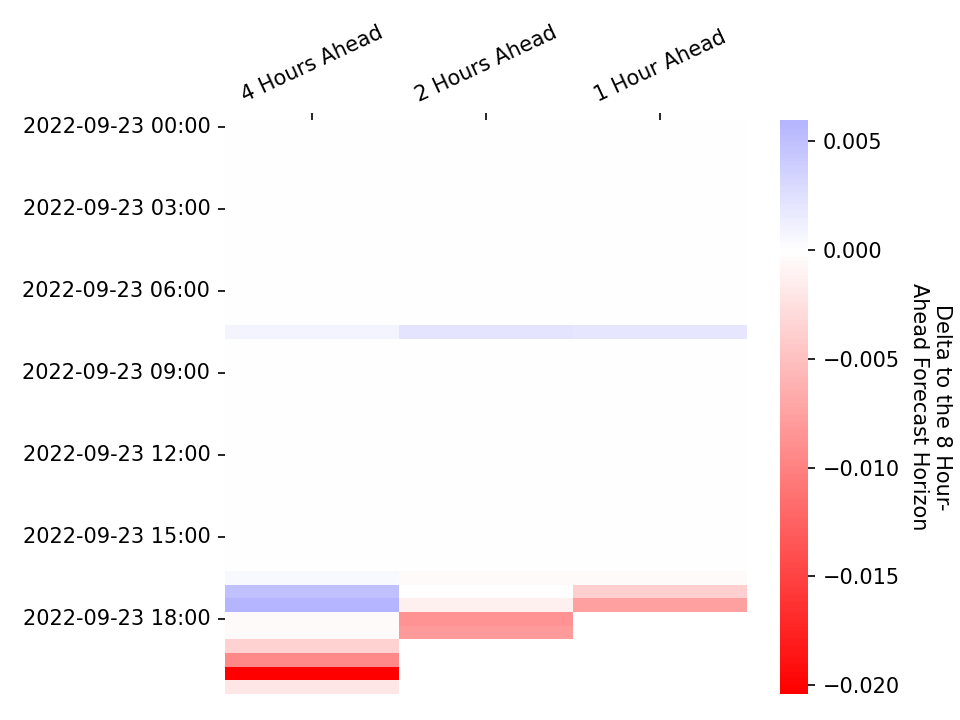 4 Hours Ahead
2 Hours Ahead
1 Hour Ahead
2022-09-23 00:00
2022-09-23 03:00
2022-09-23 06:00
2022-09-23 09:00
2022-09-23 12:00
2022-09-23 15:00
2022-09-23 18:00
0.005
0.000
−0.005
−0.010
−0.015
−0.020
Delta to the 8 Hour-
Ahead Forecast Horizon